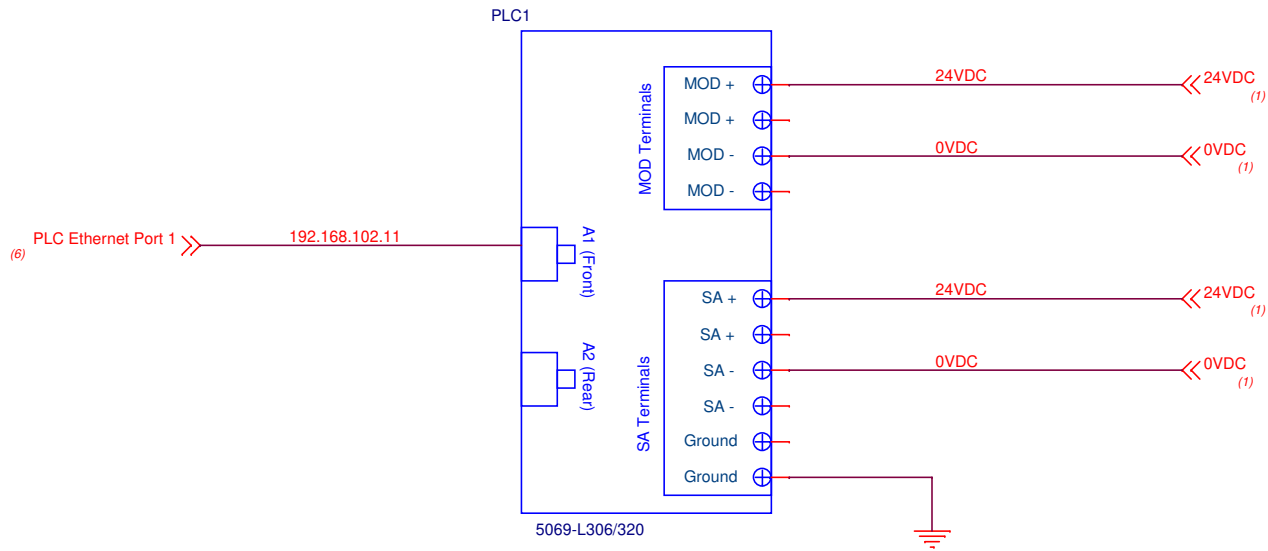 PLC1
MOD Terminals
MOD +
24VDC
24VDC
(1)
MOD +
MOD -
0VDC
0VDC
(1)
MOD -
(6)
PLC Ethernet Port 1
192.168.102.11
A1 (Front)
SA Terminals
SA +
24VDC
24VDC
(1)
SA +
A2 (Rear)
SA -
0VDC
0VDC
(1)
SA -
Ground
Ground
5069-L306/320